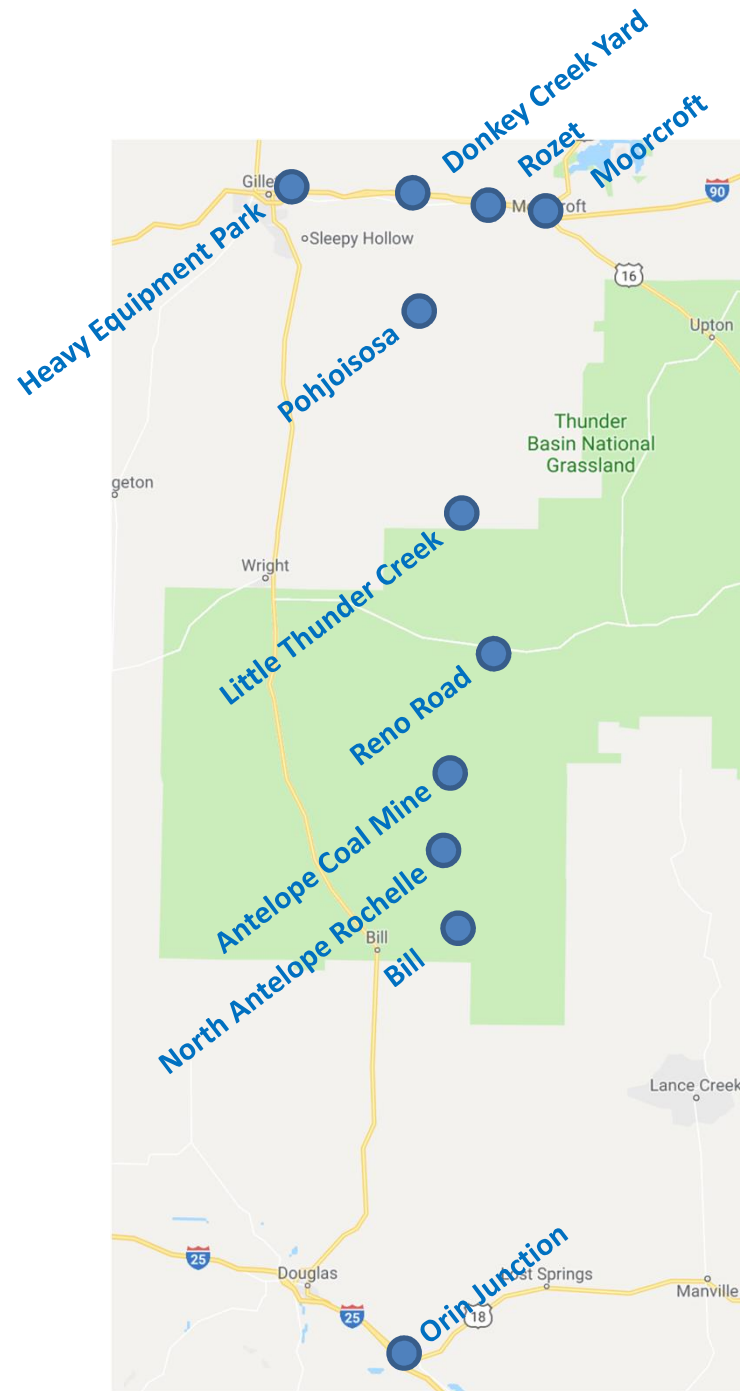 Donkey Creek Yard
Rozet
Moorcroft
Heavy Equipment Park
90
Sleepy Hollow
16
Pohjoisosa
Upton
Thunder
Basin National
Grassland
geton
Little Thunder Creek
Wright
Reno Road
Antelope Coal Mine
North Antelope Rochelle
Bill
Bill
Lance Creek
25
Douglas
Orin Junction
Springs
Manville
25
18